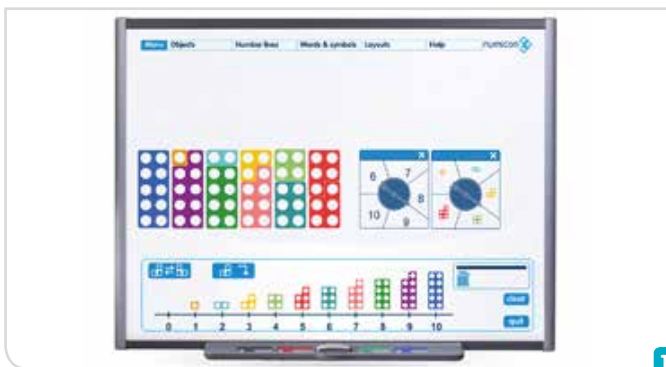 Menu Objects Number lines Words & symbols Layouts Help numicon
6 7 8 9 10
clear
0 1 2 3 4 5 6 7 8 9 10
quit
1